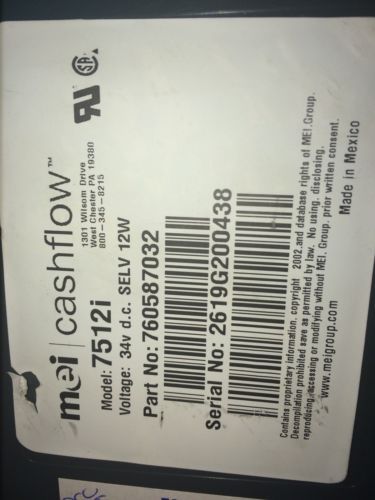 mei | cashflow™
1301 Wilsom Drive
West Chester PA 19380
800-345-8215
Model: 7512i
Voltage: 34v d.c. SELV 12W
Part No: 760587032
Serial No: 2619G200438
Contains proprietary information, copyright 2002,and database rights of MEI.Group.
Decompilation prohibited save as permitted by law. No using, disclosing,
reproducing,accessing or modifying without MEI. Group. prior written consent.
www.meigroup.com
Made in Mexico